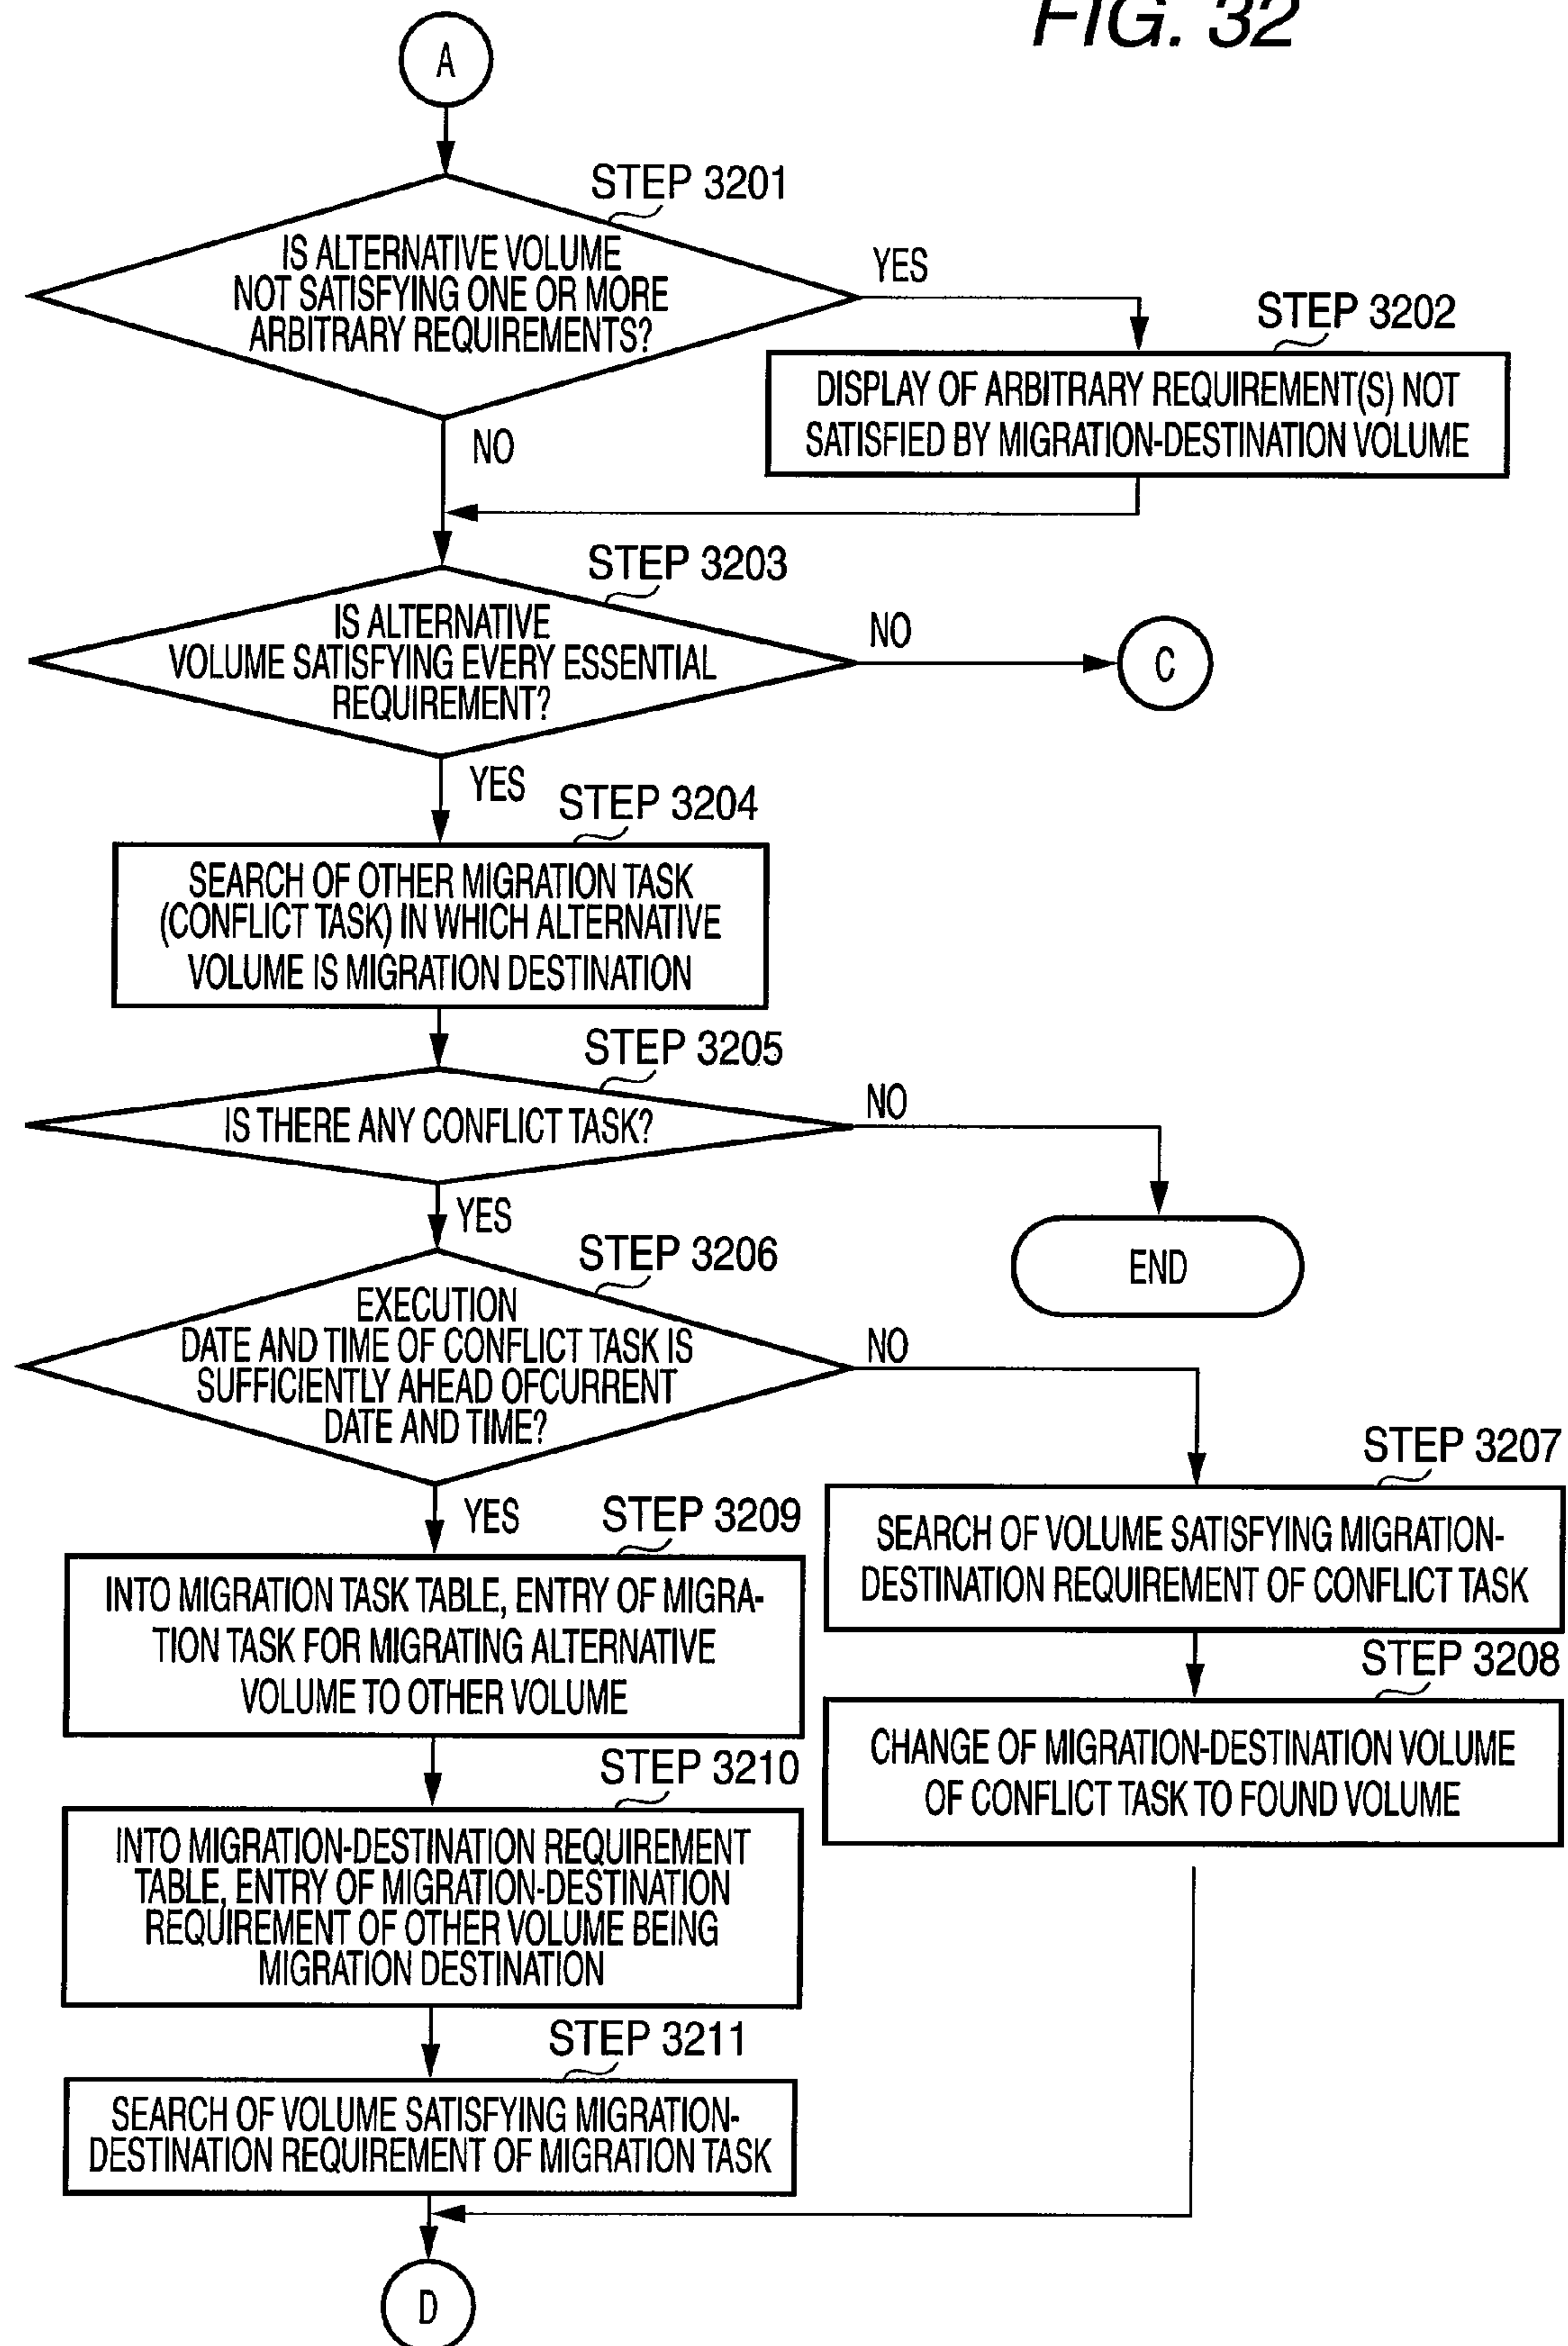 FIG. 32
A
STEP 3201
IS ALTERNATIVE VOLUME
NOT SATISFYING ONE OR MORE
ARBITRARY REQUIREMENTS?
YES
STEP 3202
DISPLAY OF ARBITRARY REQUIREMENT(S) NOT
SATISFIED BY MIGRATION-DESTINATION VOLUME
NO
STEP 3203
IS ALTERNATIVE
VOLUME SATISFYING EVERY ESSENTIAL
REQUIREMENT?
NO
C
YES
STEP 3204
SEARCH OF OTHER MIGRATION TASK
(CONFLICT TASK) IN WHICH ALTERNATIVE
VOLUME IS MIGRATION DESTINATION
STEP 3205
IS THERE ANY CONFLICT TASK?
NO
END
YES
STEP 3206
EXECUTION
DATE AND TIME OF CONFLICT TASK IS
SUFFICIENTLY AHEAD OFCURRENT
DATE AND TIME?
NO
STEP 3207
SEARCH OF VOLUME SATISFYING MIGRATION-
DESTINATION REQUIREMENT OF CONFLICT TASK
STEP 3208
CHANGE OF MIGRATION-DESTINATION VOLUME
OF CONFLICT TASK TO FOUND VOLUME
YES
STEP 3209
INTO MIGRATION TASK TABLE, ENTRY OF MIGRA-
TION TASK FOR MIGRATING ALTERNATIVE
VOLUME TO OTHER VOLUME
STEP 3210
INTO MIGRATION-DESTINATION REQUIREMENT
TABLE, ENTRY OF MIGRATION-DESTINATION
REQUIREMENT OF OTHER VOLUME BEING
MIGRATION DESTINATION
STEP 3211
SEARCH OF VOLUME SATISFYING MIGRATION-
DESTINATION REQUIREMENT OF MIGRATION TASK
D